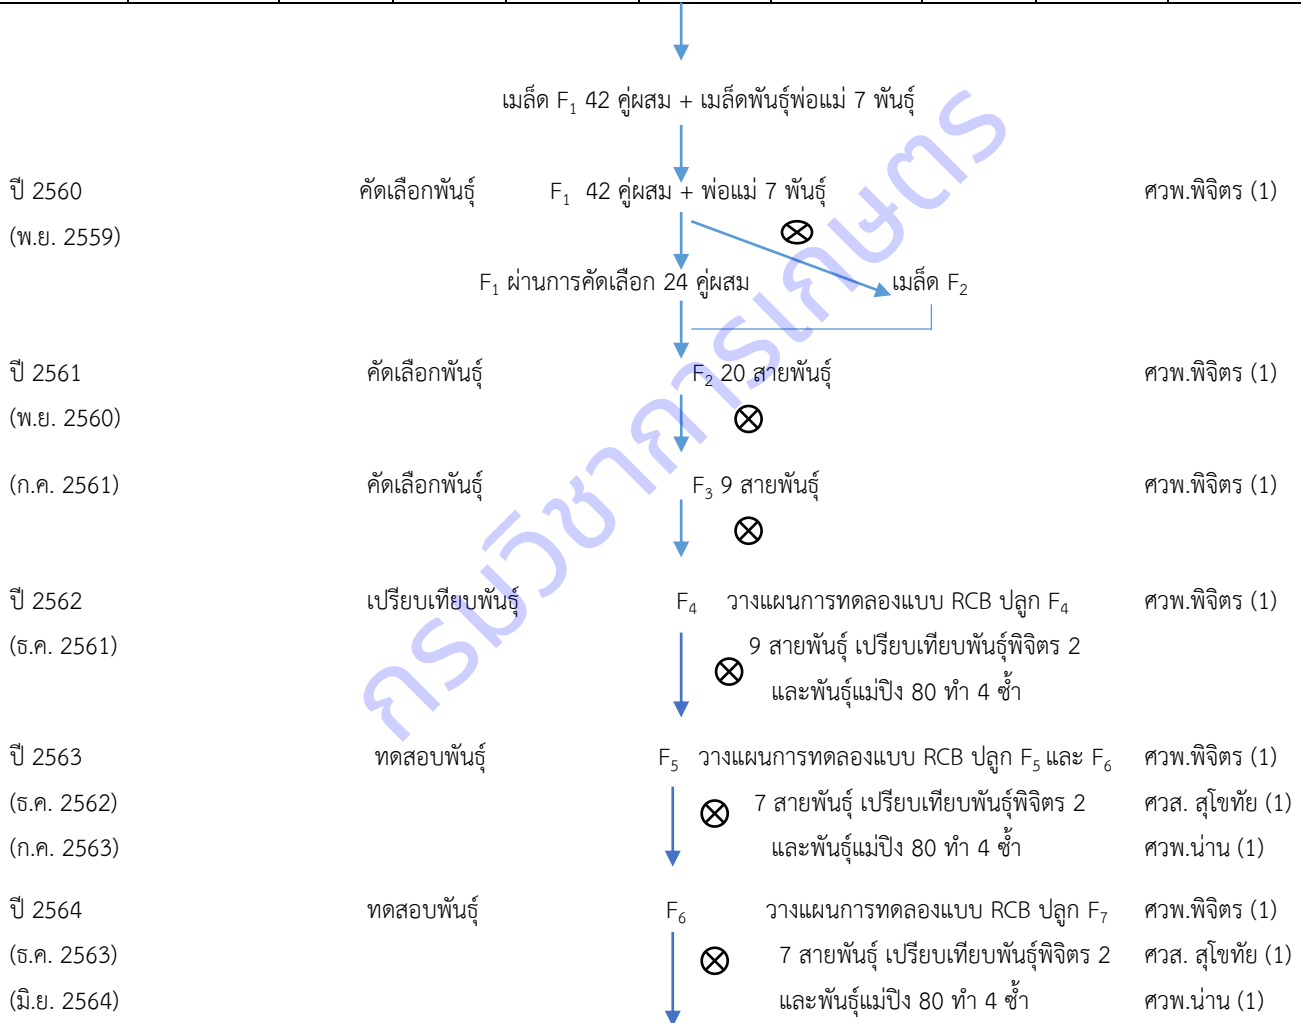 เมล็ด F₁ 42 คู่ผสม + เมล็ดพันธุ์พ่อแม่ 7 พันธุ์
ปี 2560 คัดเลือกพันธุ์ F₁ 42 คู่ผสม + พ่อแม่ 7 พันธุ์ ศวพ.พิจิตร (1)
(พ.ย. 2559)
F₁ ผ่านการคัดเลือก 24 คู่ผสม เมล็ด F₂
ปี 2561 คัดเลือกพันธุ์ F₂ 20 สายพันธุ์ ศวพ.พิจิตร (1)
(พ.ย. 2560)
(ก.ค. 2561) คัดเลือกพันธุ์ F₃ 9 สายพันธุ์ ศวพ.พิจิตร (1)
ปี 2562 เปรียบเทียบพันธุ์ F₄ วางแผนการทดลองแบบ RCB ปลูก F₄ ศวพ.พิจิตร (1)
(ธ.ค. 2561) 9 สายพันธุ์ เปรียบเทียบพันธุ์พิจิตร 2
และพันธุ์แม่ปิง 80 ทำ 4 ซ้ำ
ปี 2563 ทดสอบพันธุ์ F₅ วางแผนการทดลองแบบ RCB ปลูก F₅ และ F₆ ศวพ.พิจิตร (1)
(ธ.ค. 2562) 7 สายพันธุ์ เปรียบเทียบพันธุ์พิจิตร 2 ศวส. สุโขทัย (1)
(ก.ค. 2563) และพันธุ์แม่ปิง 80 ทำ 4 ซ้ำ ศวพ.น่าน (1)
ปี 2564 ทดสอบพันธุ์ F₆ วางแผนการทดลองแบบ RCB ปลูก F₇ ศวพ.พิจิตร (1)
(ธ.ค. 2563) 7 สายพันธุ์ เปรียบเทียบพันธุ์พิจิตร 2 ศวส. สุโขทัย (1)
(มิ.ย. 2564) และพันธุ์แม่ปิง 80 ทำ 4 ซ้ำ ศวพ.น่าน (1)
กรมวิชาการเกษตร